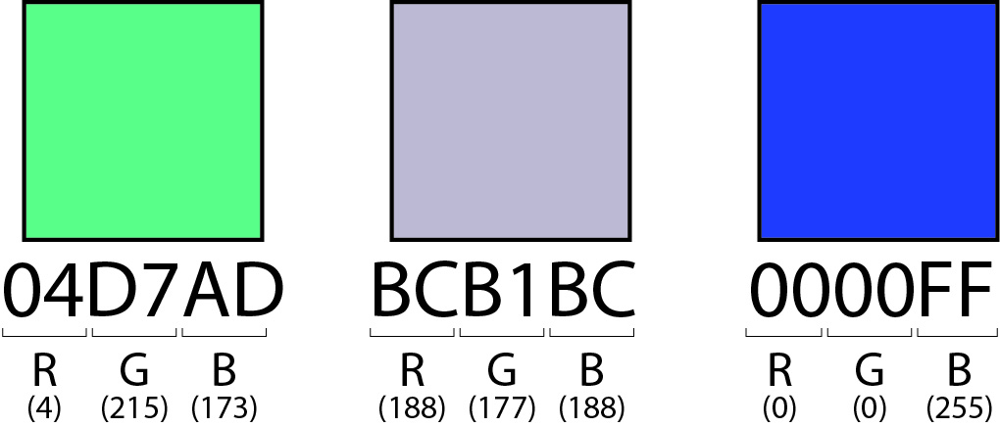 04D7AD BCB1BC 0000FF
R G B R G B R G B
(4) (215) (173) (188) (177) (188) (0) (0) (255)